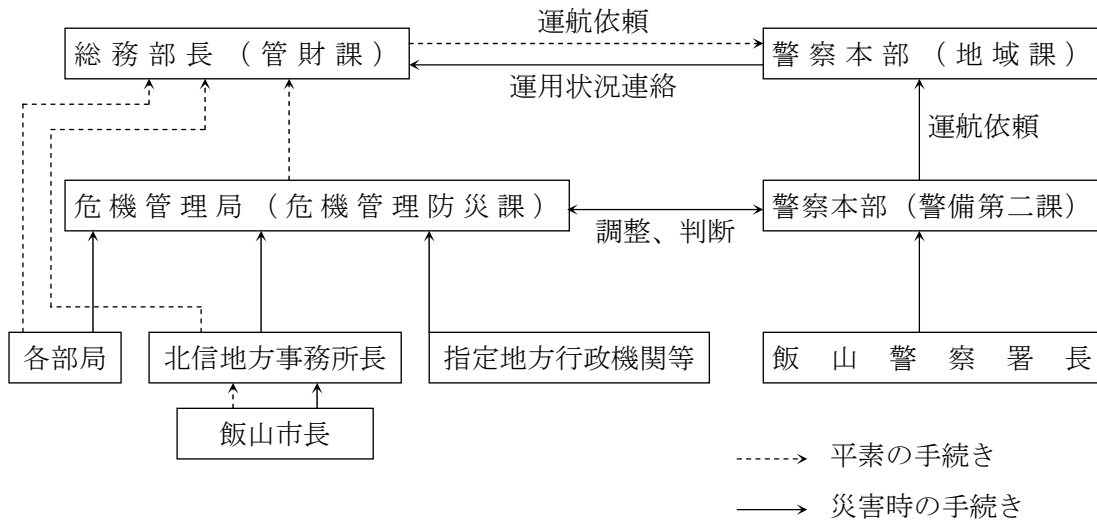 運航依頼
総務部長（管財課）
警察本部（地域課）
運用状況連絡
運航依頼
危機管理局（危機管理防災課）
警察本部（警備第二課）
調整、判断
各部局
北信地方事務所長
指定地方行政機関等
飯山警察署長
飯山市長
平素の手続き
災害時の手続き